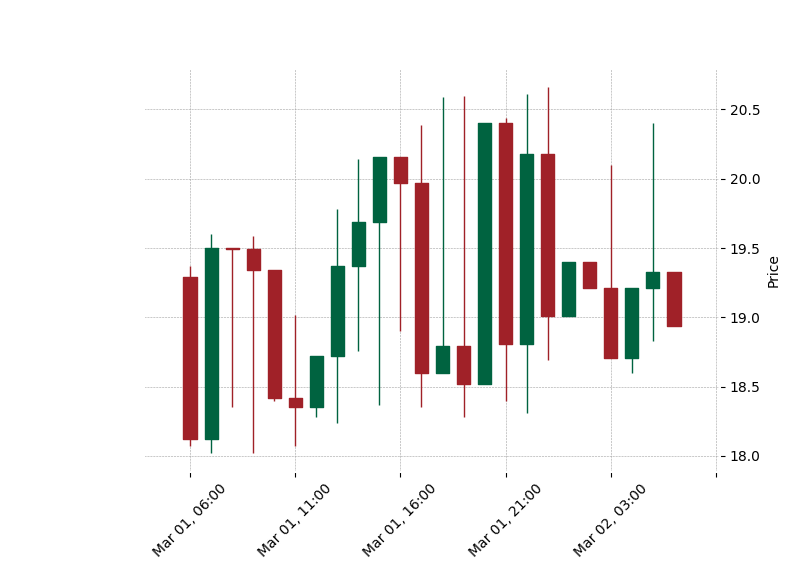 20.5
20.0
19.5
19.0
18.5
18.0
Price
Mar 01, 06:00
Mar 01, 11:00
Mar 01, 16:00
Mar 01, 21:00
Mar 02, 03:00